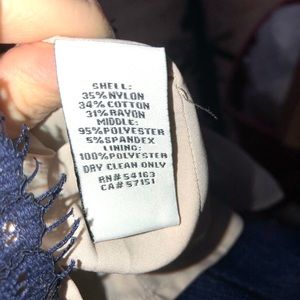 SHELL:
35%NYLON
34%COTTON
31%RAYON
MIDDLE:
95%POLYESTER
5%SPANDEX
LINING:
100%POLYESTER
DRY CLEAN ONLY
RN#54163
CA#57151